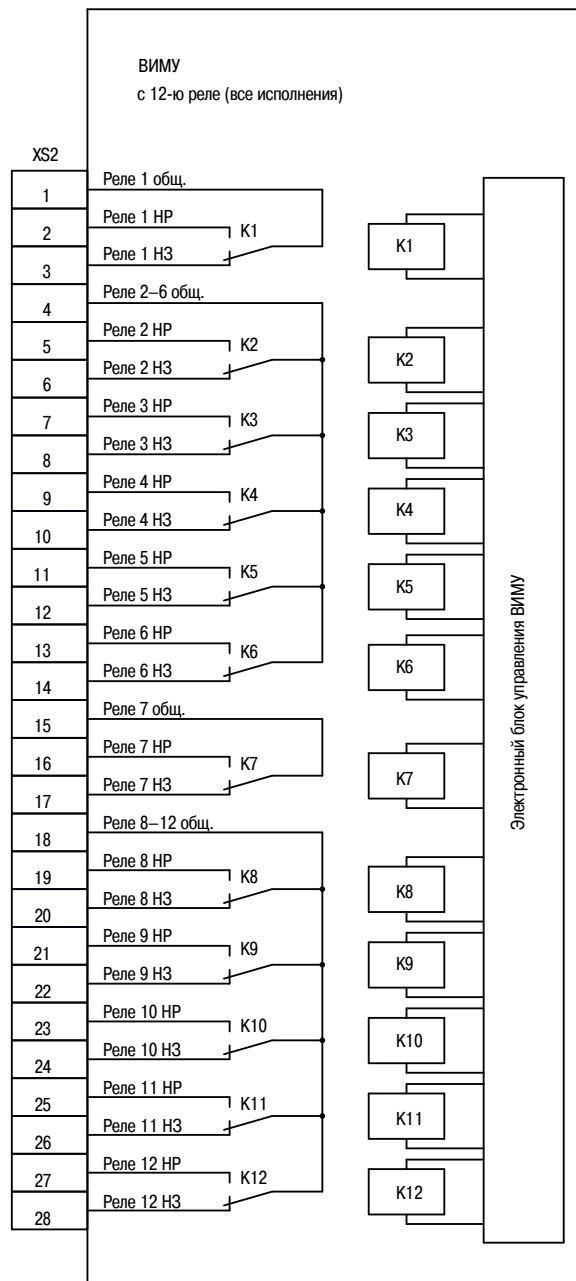 ВИМУ
с 12-ю реле (все исполнения)
XS2
1 Реле 1 общ.
2 Реле 1 НР K1
3 Реле 1 НЗ
4 Реле 2–6 общ.
5 Реле 2 НР K2
6 Реле 2 НЗ
7 Реле 3 НР K3
8 Реле 3 НЗ
9 Реле 4 НР K4
10 Реле 4 НЗ
11 Реле 5 НР K5
12 Реле 5 НЗ
13 Реле 6 НР K6
14 Реле 6 НЗ
15 Реле 7 общ.
16 Реле 7 НР K7
17 Реле 7 НЗ
18 Реле 8–12 общ.
19 Реле 8 НР K8
20 Реле 8 НЗ
21 Реле 9 НР K9
22 Реле 9 НЗ
23 Реле 10 НР K10
24 Реле 10 НЗ
25 Реле 11 НР K11
26 Реле 11 НЗ
27 Реле 12 НР K12
28 Реле 12 НЗ
K1
K2
K3
K4
K5
K6
K7
K8
K9
K10
K11
K12
Электронный блок управления ВИМУ